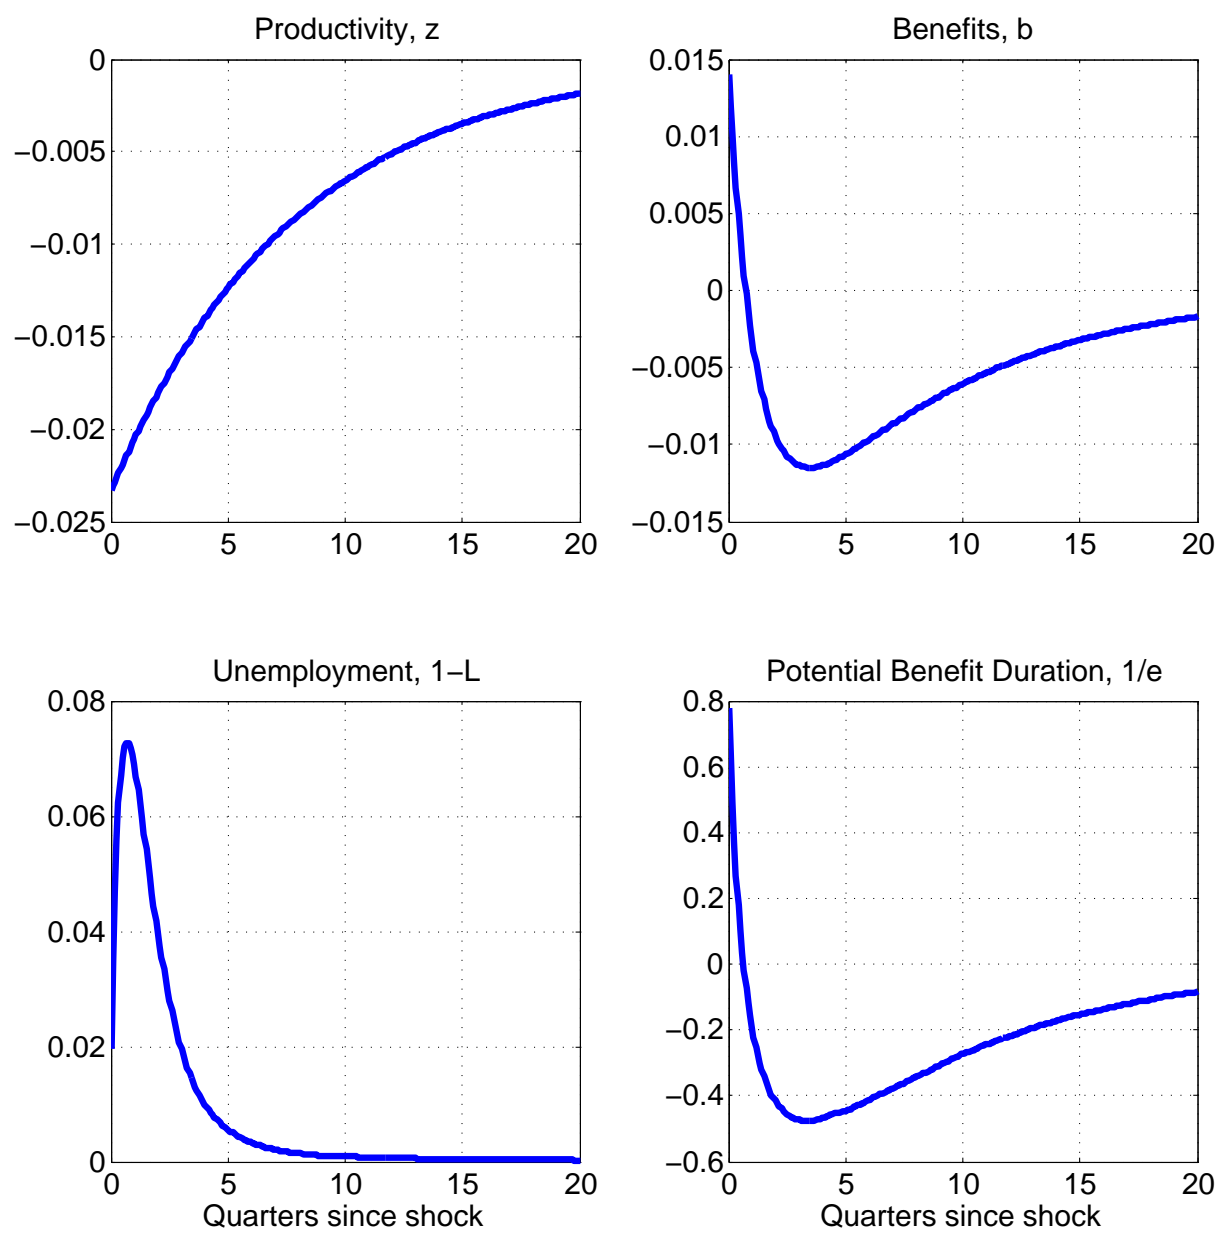 Productivity, z
0
−0.005
−0.01
−0.015
−0.02
−0.025
0 5 10 15 20
Benefits, b
0.015
0.01
0.005
0
−0.005
−0.01
−0.015
0 5 10 15 20
Unemployment, 1−L
0.08
0.06
0.04
0.02
0
0 5 10 15 20
Quarters since shock
Potential Benefit Duration, 1/e
0.8
0.6
0.4
0.2
0
−0.2
−0.4
−0.6
0 5 10 15 20
Quarters since shock